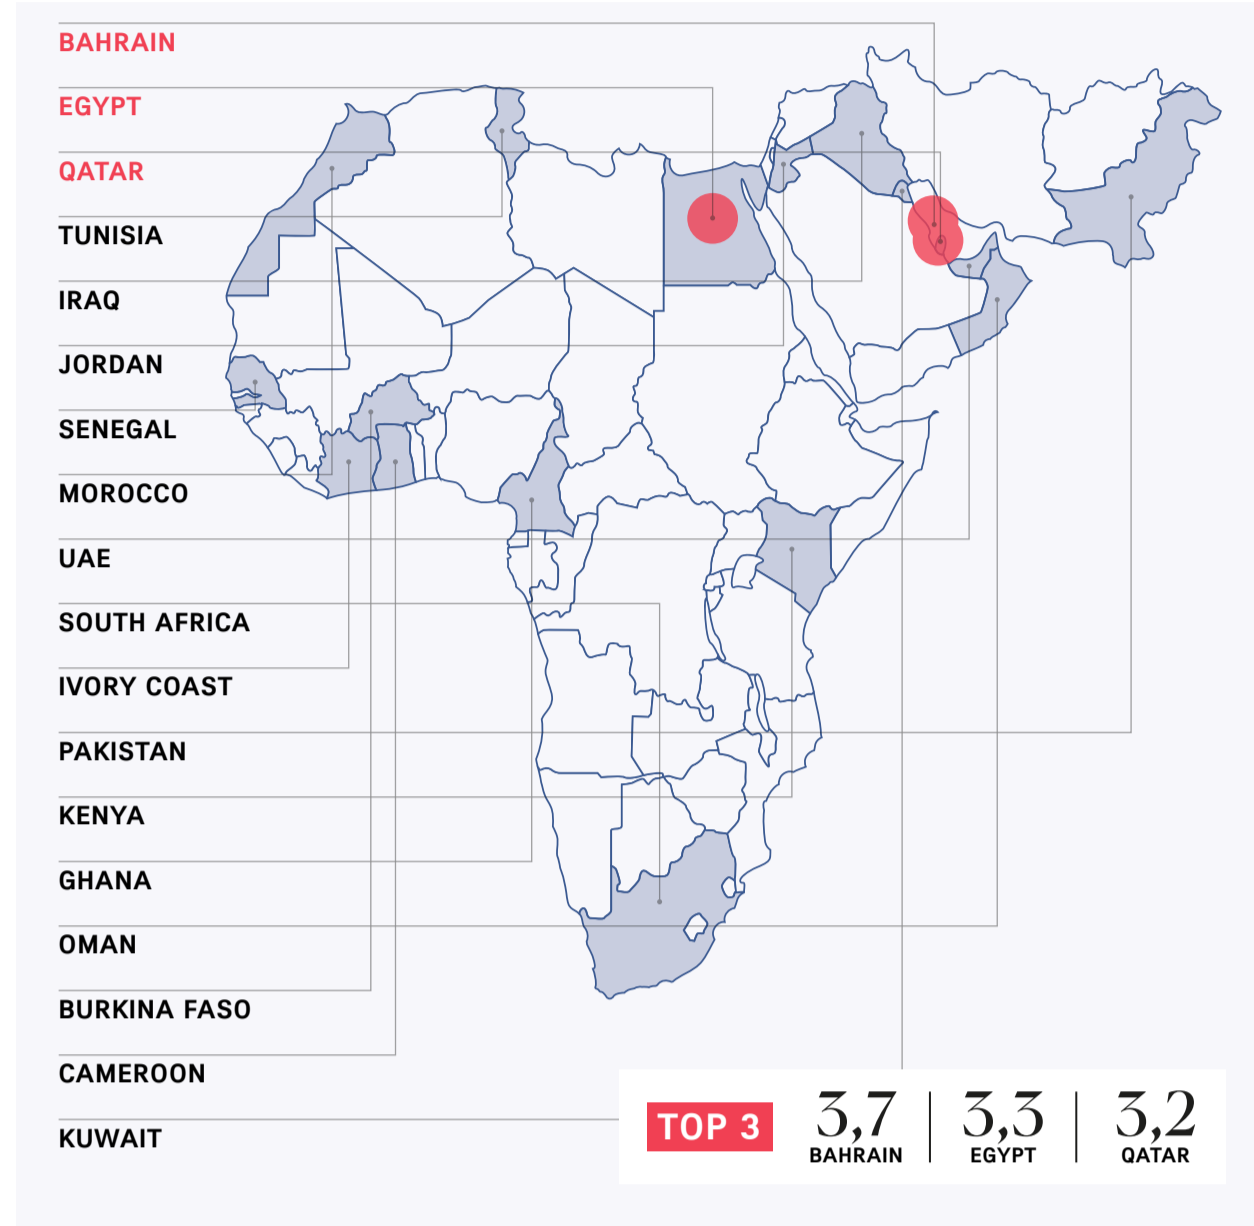 BAHRAIN
EGYPT
QATAR
TUNISIA
IRAQ
JORDAN
SENEGAL
MOROCCO
UAE
SOUTH AFRICA
IVORY COAST
PAKISTAN
KENYA
GHANA
OMAN
BURKINA FASO
CAMEROON
KUWAIT
TOP 3
3,7
BAHRAIN
3,3
EGYPT
3,2
QATAR